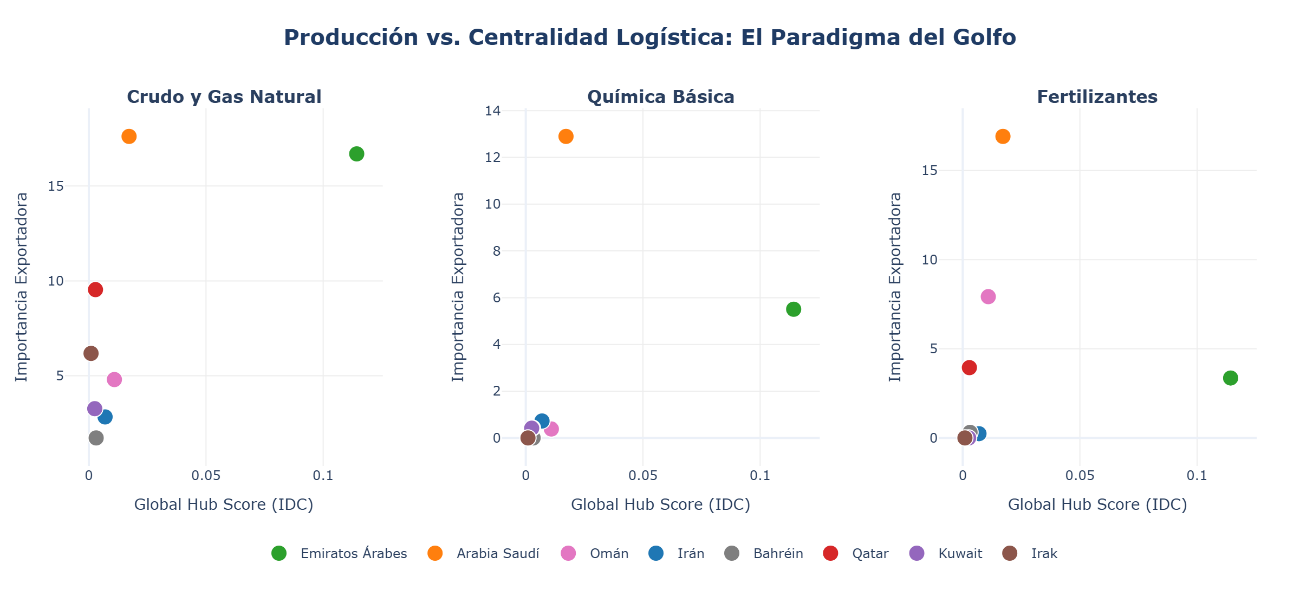 Producción vs. Centralidad Logística: El Paradigma del Golfo
Crudo y Gas Natural
Importancia Exportadora
15
10
5
0
0.05
0.1
Global Hub Score (IDC)
Química Básica
Importancia Exportadora
14
12
10
8
6
4
2
0
0
0.05
0.1
Global Hub Score (IDC)
Fertilizantes
Importancia Exportadora
15
10
5
0
0
0.05
0.1
Global Hub Score (IDC)
Emiratos Árabes
Arabia Saudí
Omán
Irán
Bahréin
Qatar
Kuwait
Irak